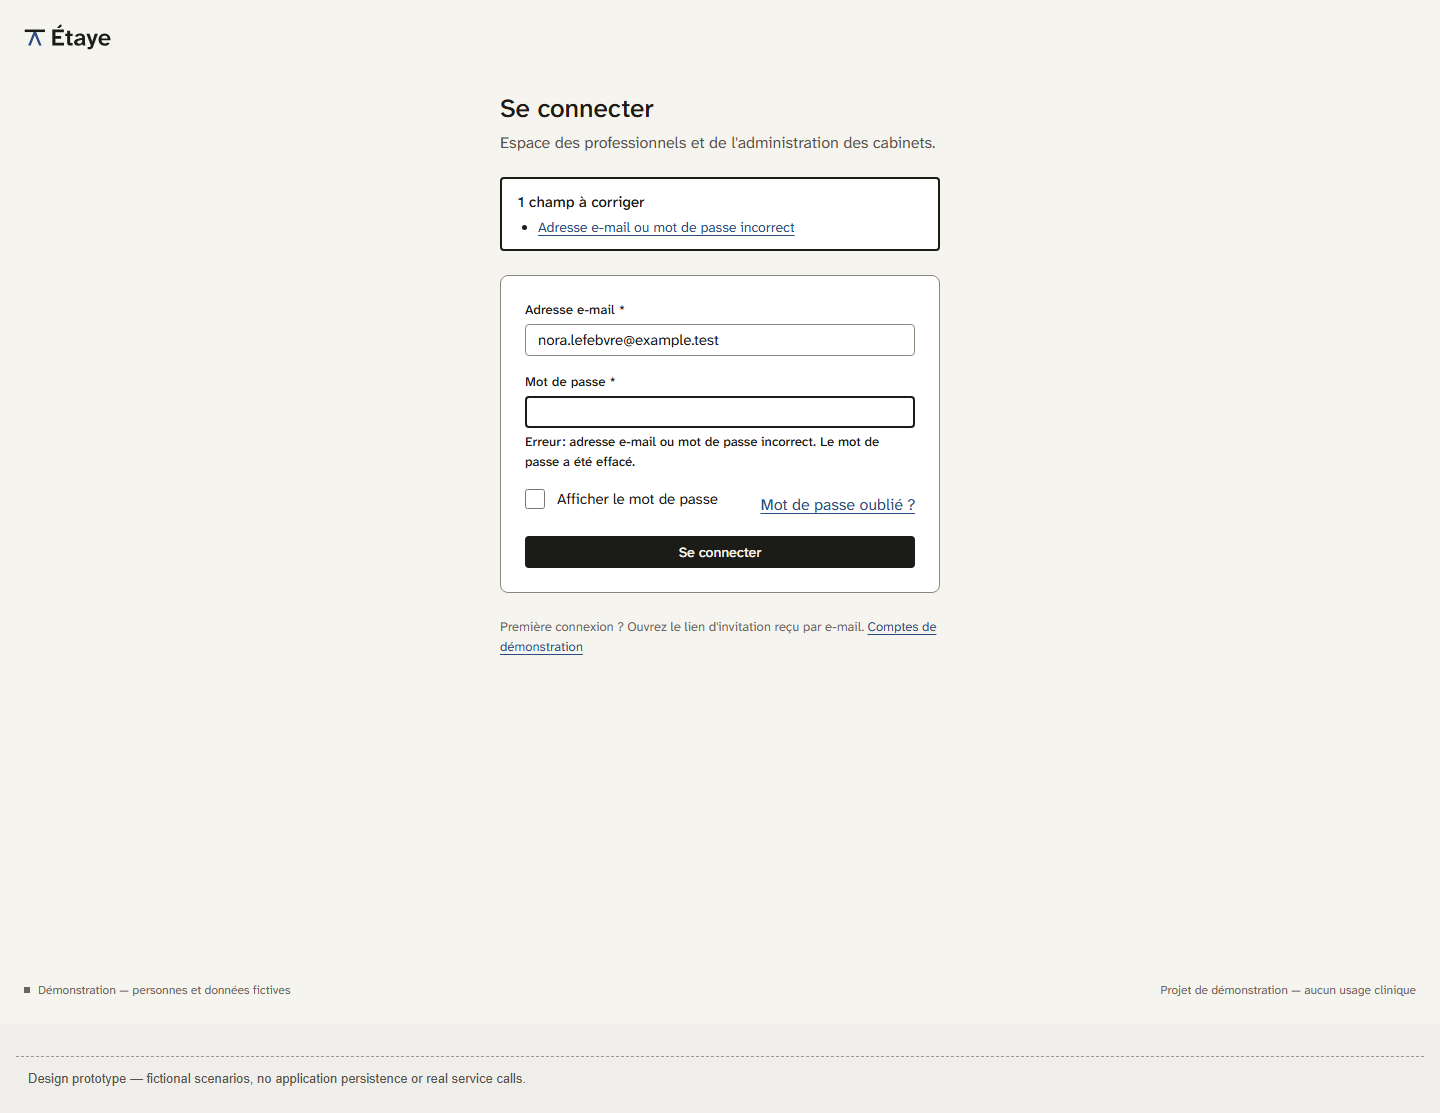 Étaye
Se connecter
Espace des professionnels et de l'administration des cabinets.
1 champ à corriger
Adresse e-mail ou mot de passe incorrect
Adresse e-mail *
nora.lefebvre@example.test
Mot de passe *
Erreur : adresse e-mail ou mot de passe incorrect. Le mot de
passe a été effacé.
Afficher le mot de passe
Mot de passe oublié ?
Se connecter
Première connexion ? Ouvrez le lien d'invitation reçu par e-mail. Comptes de
démonstration
Démonstration — personnes et données fictives
Projet de démonstration — aucun usage clinique
Design prototype — fictional scenarios, no application persistence or real service calls.